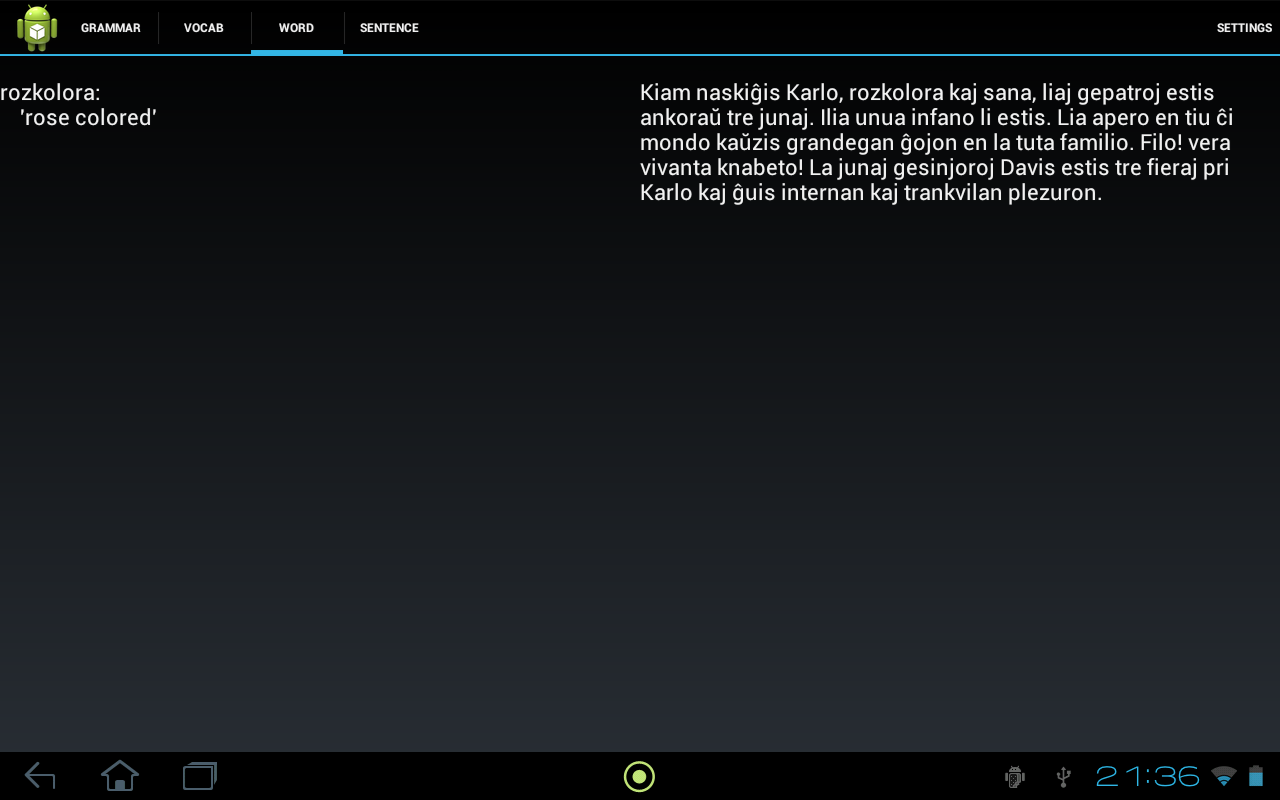 GRAMMAR
VOCAB
WORD
SENTENCE
SETTINGS
rozkolora:
'rose colored'
Kiam naskiĝis Karlo, rozkolora kaj sana, liaj gepatroj estis
ankoraŭ tre junaj. Ilia unua infano li estis. Lia apero en tiu ĉi
mondo kaŭzis grandegan ĝojon en la tuta familio. Filo! vera
vivanta knabeto! La junaj gesinjoroj Davis estis tre fieraj pri
Karlo kaj ĝuis internan kaj trankvilan plezuron.
21:36